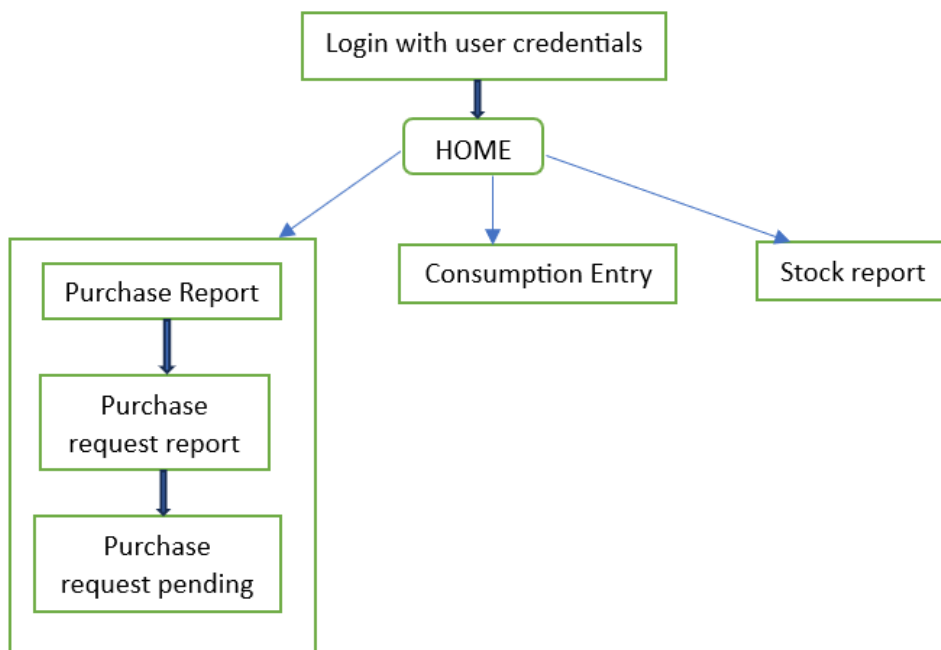 Login with user credentials
HOME
Purchase Report
Consumption Entry
Stock report
Purchase
request report
Purchase
request pending